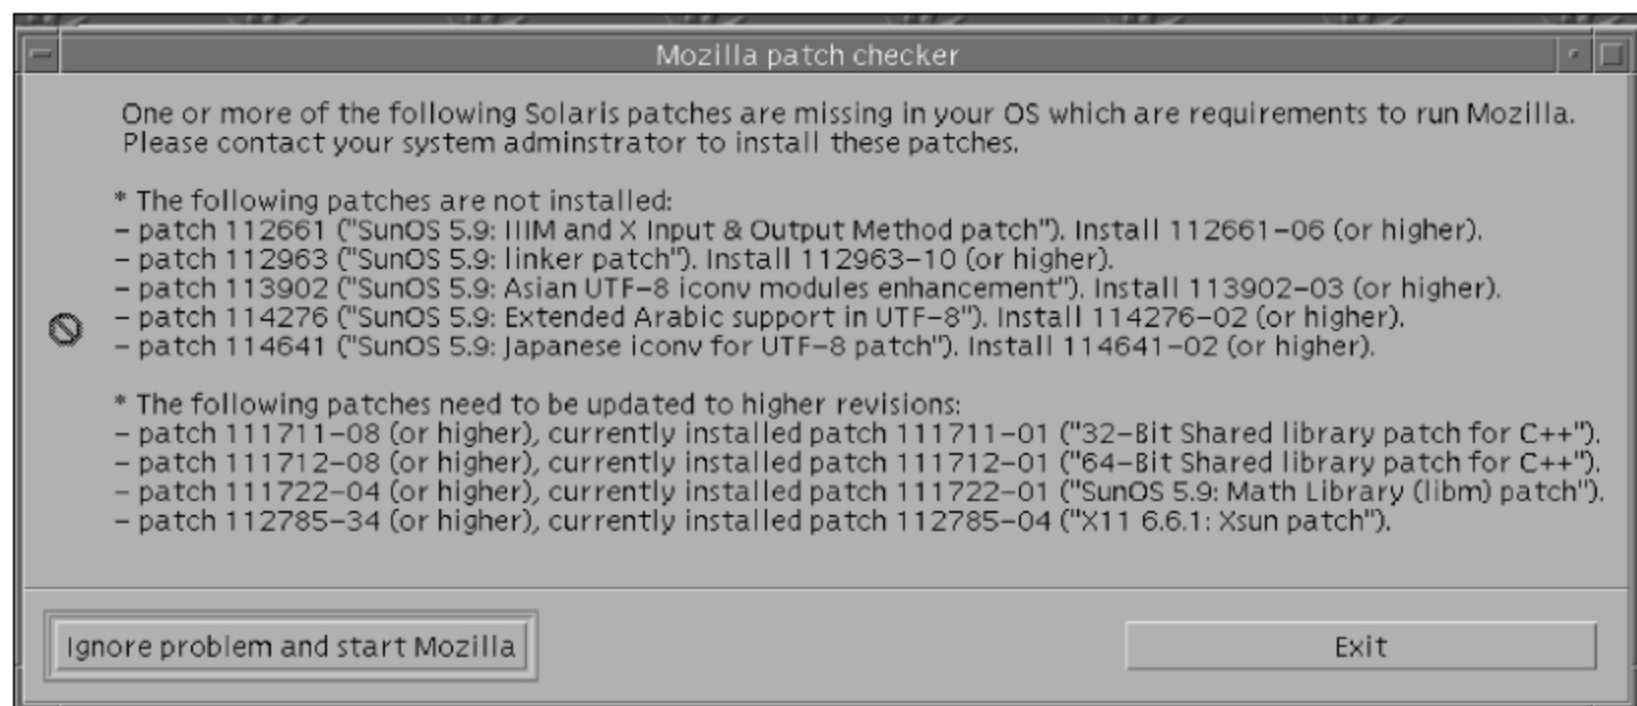 Mozilla patch checker
One or more of the following Solaris patches are missing in your OS which are requirements to run Mozilla.
Please contact your system adminstrator to install these patches.
* The following patches are not installed:
– patch 112661 ("SunOS 5.9: IIIM and X Input & Output Method patch"). Install 112661–06 (or higher).
– patch 112963 ("SunOS 5.9: linker patch"). Install 112963–10 (or higher).
– patch 113902 ("SunOS 5.9: Asian UTF–8 iconv modules enhancement"). Install 113902–03 (or higher).
– patch 114276 ("SunOS 5.9: Extended Arabic support in UTF–8"). Install 114276–02 (or higher).
– patch 114641 ("SunOS 5.9: Japanese iconv for UTF–8 patch"). Install 114641–02 (or higher).
* The following patches need to be updated to higher revisions:
– patch 111711–08 (or higher), currently installed patch 111711–01 ("32–Bit Shared library patch for C++").
– patch 111712–08 (or higher), currently installed patch 111712–01 ("64–Bit Shared library patch for C++").
– patch 111722–04 (or higher), currently installed patch 111722–01 ("SunOS 5.9: Math Library (libm) patch").
– patch 112785–34 (or higher), currently installed patch 112785–04 ("X11 6.6.1: Xsun patch").
Ignore problem and start Mozilla
Exit